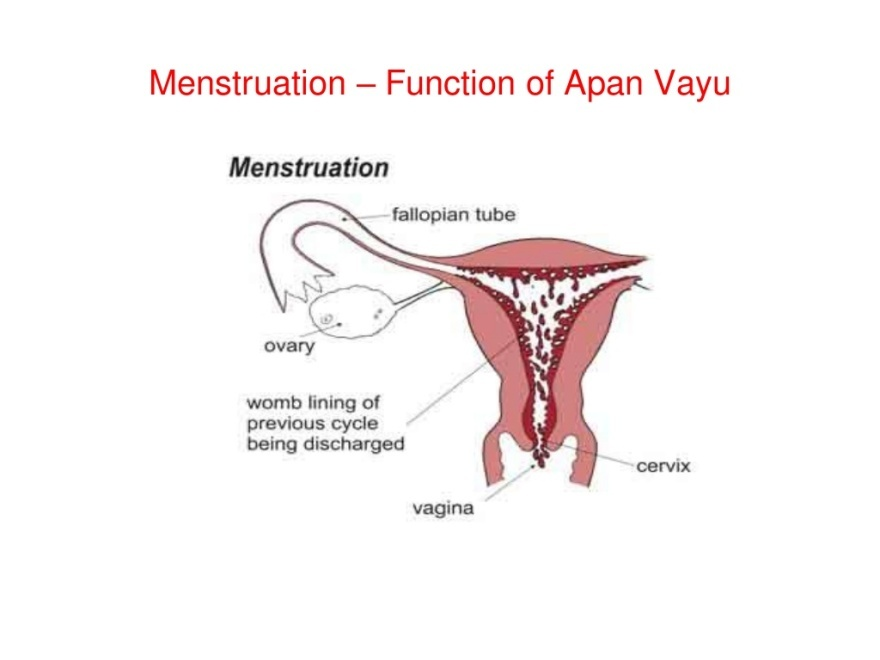 Menstruation – Function of Apan Vayu
Menstruation
fallopian tube
ovary
womb lining of
previous cycle
being discharged
cervix
vagina